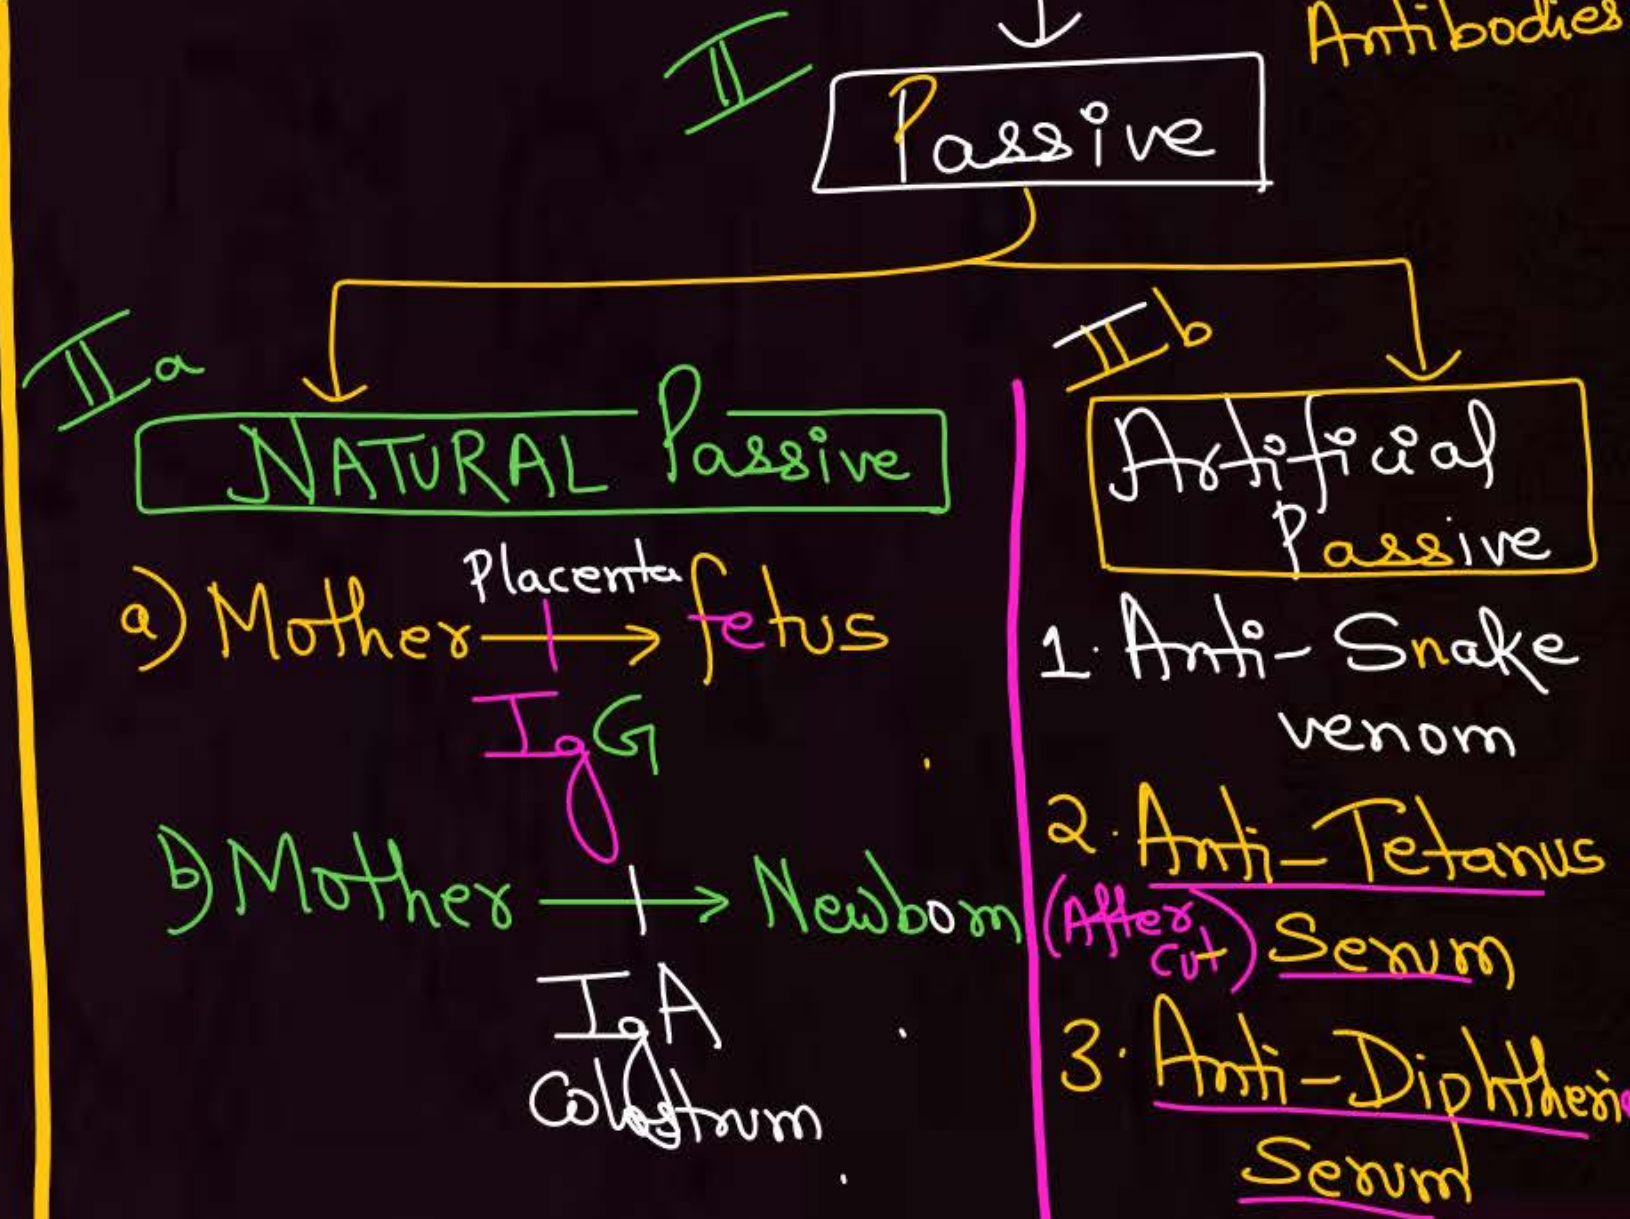 Antibodies
II
Passive
IIa
NATURAL Passive
a) Mother → fetus
Placenta
IgG
b) Mother → Newborn
IgA
Colostrum
IIb
Artificial
Passive
1. Anti-Snake
venom
2. Anti-Tetanus
(After
cut) Serum
3. Anti-Diphtheria
Serum